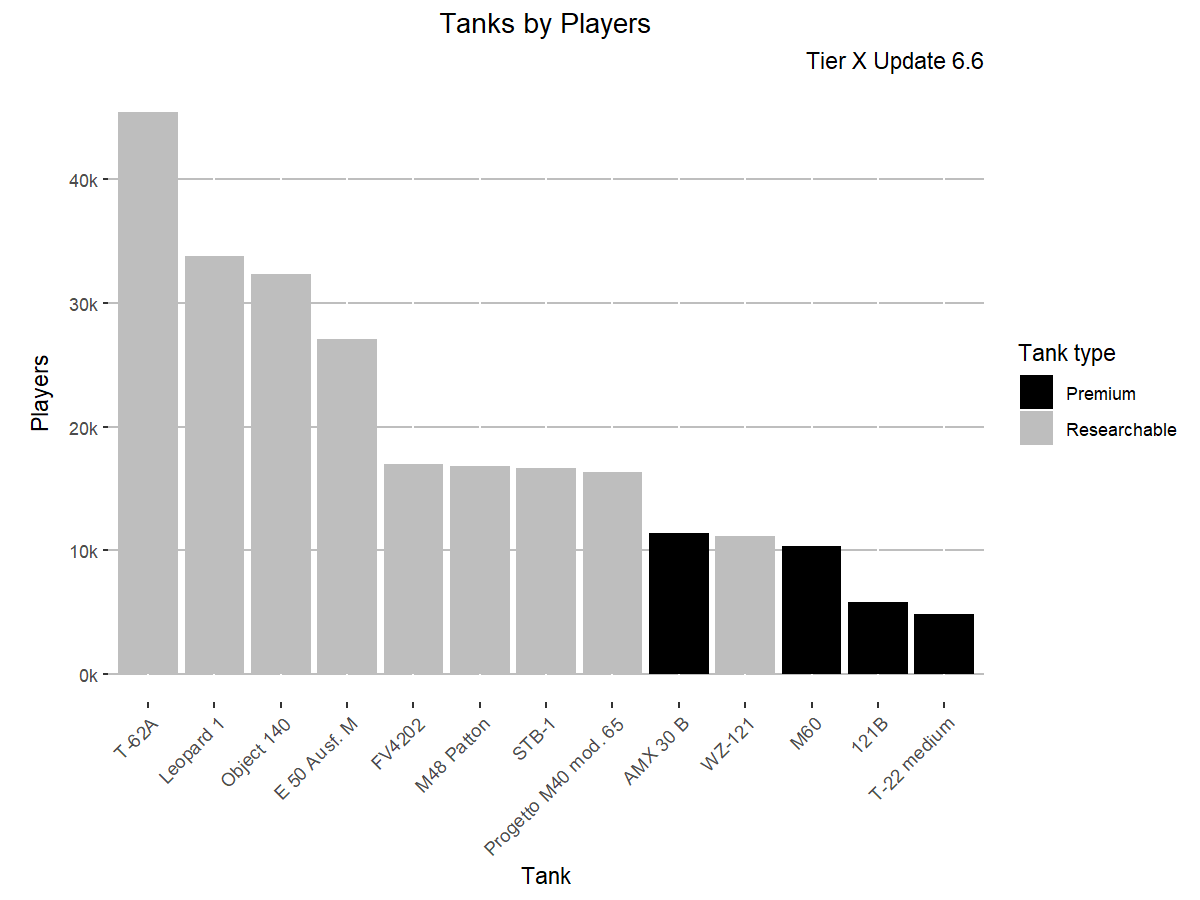 Tanks by Players
Tier X Update 6.6
Players
40k
30k
20k
10k
0k
T-62A
Leopard 1
Object 140
E 50 Ausf. M
FV4202
M48 Patton
STB-1
Progetto M40 mod. 65
AMX 30 B
WZ-121
M60
121B
T-22 medium
Tank
Tank type
Premium
Researchable